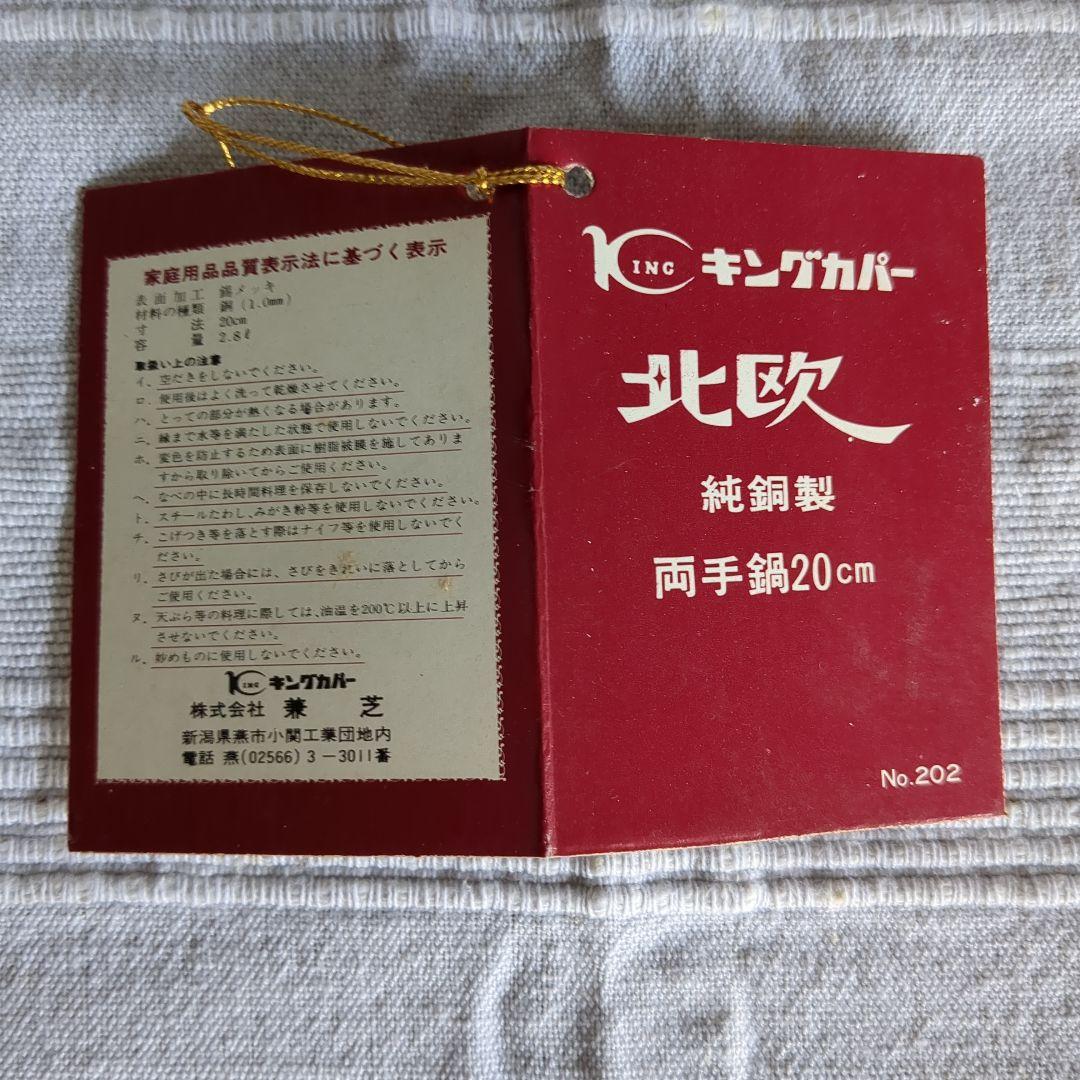 家庭用品品質表示法に基づく表示
表面加工 錫メッキ
材料の種類 銅(1.0mm)
寸法 20cm
容量 2.8ℓ
取扱い上の注意
イ、空だきをしないでください。
ロ、使用後はよく洗って乾燥させてください。
ハ、とっての部分が熱くなる場合があります。
ニ、縁まで水等を満たした状態で使用しないでください。
ホ、変色を防止するため表面に樹脂被膜を施してありま
すから取り除いてからご使用ください。
ヘ、なべの中に長時間料理を保存しないでください。
ト、スチールたわし、みがき粉等を使用しないでください。
チ、こげつき等を落とす際はナイフ等を使用しないでく
ださい。
リ、さびが出た場合には、さびをきれいに落としてから
ご使用ください。
ヌ、天ぷら等の料理に際しては、油温を200℃以上に上昇
させないでください。
ル、炒めものに使用しないでください。
KING キングカパー
株式会社 兼芝
新潟県燕市小関工業団地内
電話 燕(02566)3-3011番
KING キングカパー
北欧
純銅製
両手鍋20cm
No.202